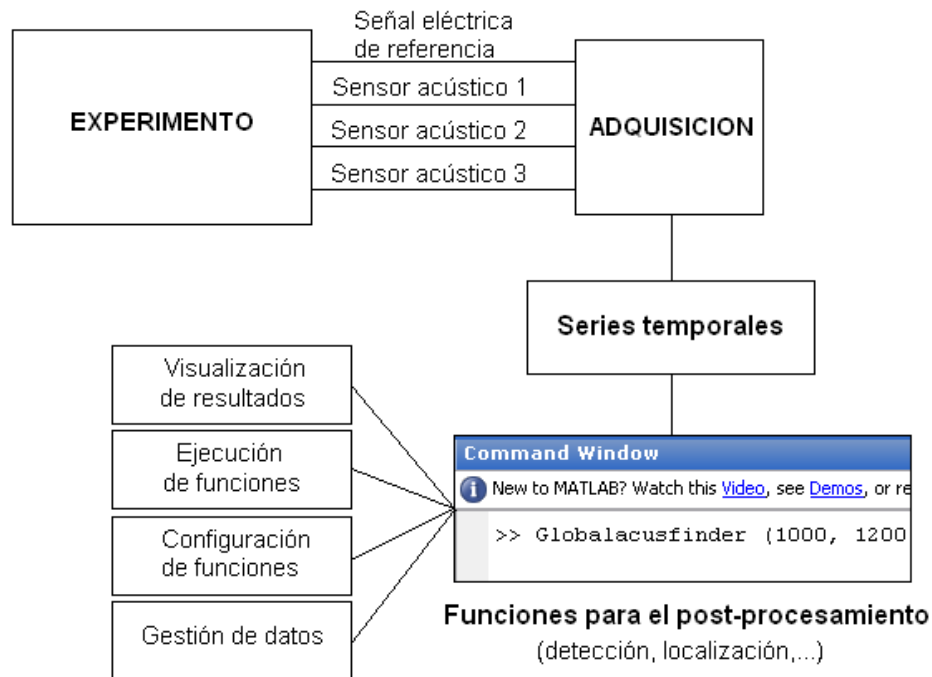 Señal eléctrica
de referencia
EXPERIMENTO
Sensor acústico 1
Sensor acústico 2
Sensor acústico 3
ADQUISICION
Series temporales
Visualización
de resultados
Ejecución
de funciones
Configuración
de funciones
Gestión de datos
Command Window
New to MATLAB? Watch this Video, see Demos, or re
>> Globalacusfinder (1000, 1200
Funciones para el post-procesamiento
(detección, localización,...)